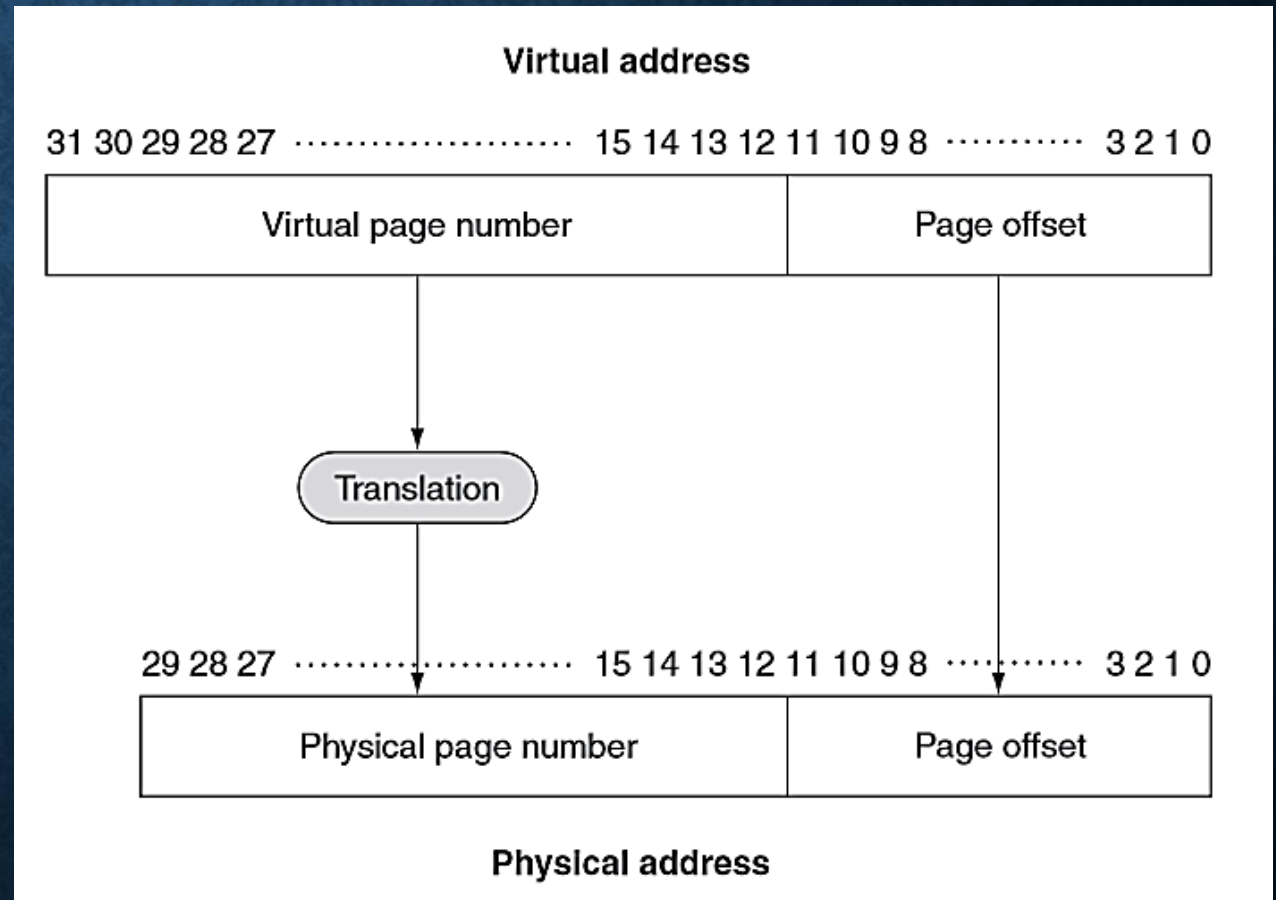 Virtual address
31 30 29 28 27 ...................... 15 14 13 12 11 10 9 8 ........... 3 2 1 0
Virtual page number Page offset
Translation
29 28 27 ...................... 15 14 13 12 11 10 9 8 ........... 3 2 1 0
Physical page number Page offset
Physical address